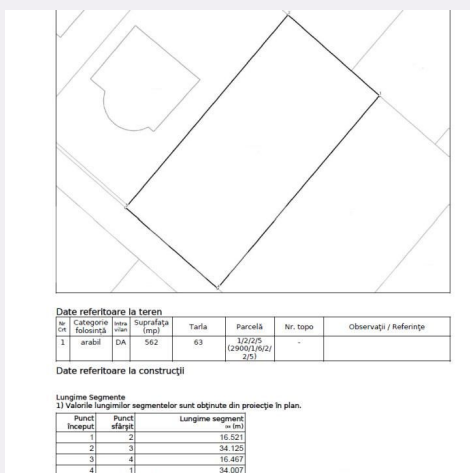 Date referitoare la teren
Nr Crt Categorie folosință Intra vilan Suprafața (mp) Tarla Parcelă Nr. topo Observații / Referințe
1 arabil DA 562 63 1/2/2/5 (2900/1/6/2/2/5) -
Date referitoare la construcții
Lungime Segmente
1) Valorile lungimilor segmentelor sunt obținute din proiecție în plan.
Punct început Punct sfârșit Lungime segment (m)
1 2 16.521
2 3 34.125
3 4 16.467
4 1 34.007